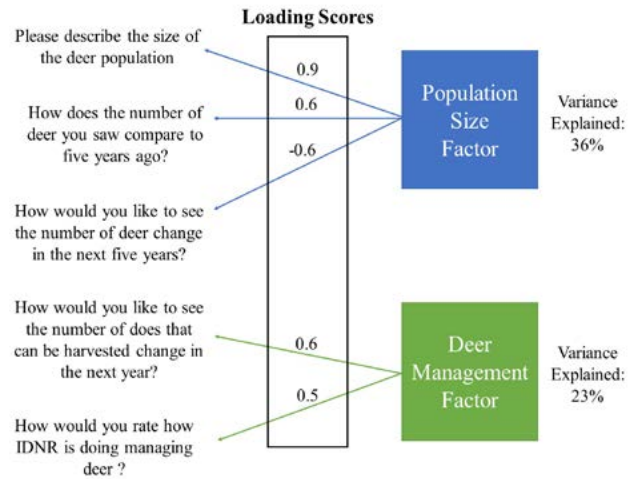 Loading Scores
Please describe the size of
the deer population
0.9
How does the number of
deer you saw compare to
five years ago?
0.6
-0.6
How would you like to see
the number of deer change
in the next five years?
Population
Size
Factor
Variance
Explained:
36%
How would you like to see
the number of does that
can be harvested change in
the next year?
0.6
How would you rate how
IDNR is doing managing
deer ?
0.5
Deer
Management
Factor
Variance
Explained:
23%